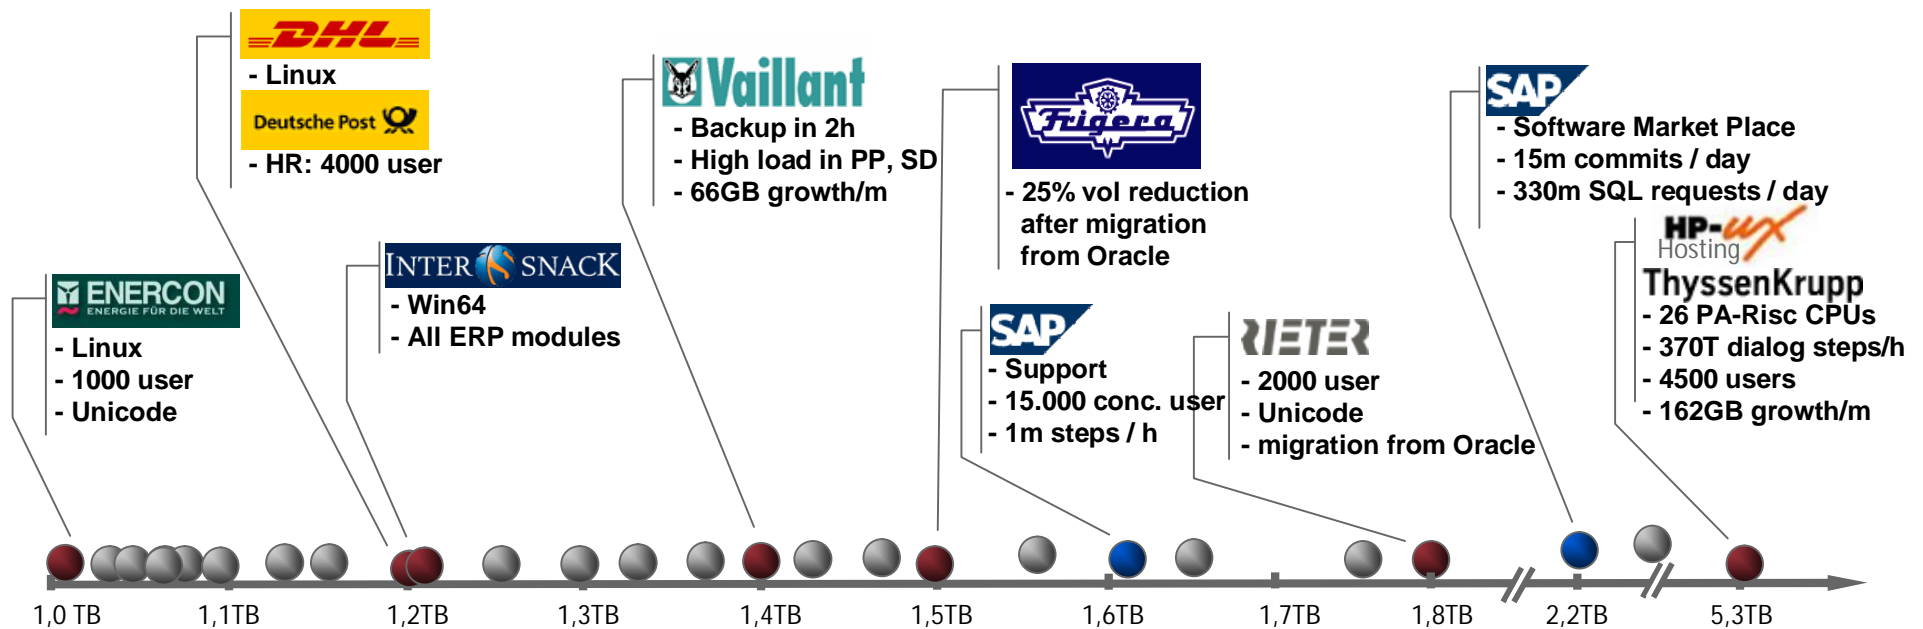 DHL
- Linux
Deutsche Post
- HR: 4000 user
Vaillant
- Backup in 2h
- High load in PP, SD
- 66GB growth/m
Frigera
- 25% vol reduction
after migration
from Oracle
SAP
- Software Market Place
- 15m commits / day
- 330m SQL requests / day
HP-UX
Hosting
ThyssenKrupp
- 26 PA-Risc CPUs
- 370T dialog steps/h
- 4500 users
- 162GB growth/m
ENERCON
ENERGIE FÜR DIE WELT
- Linux
- 1000 user
- Unicode
INTERSNACK
- Win64
- All ERP modules
SAP
- Support
- 15.000 conc. user
- 1m steps / h
RIETER
- 2000 user
- Unicode
- migration from Oracle
1,0 TB
1,1TB
1,2TB
1,3TB
1,4TB
1,5TB
1,6TB
1,7TB
1,8TB
2,2TB
5,3TB